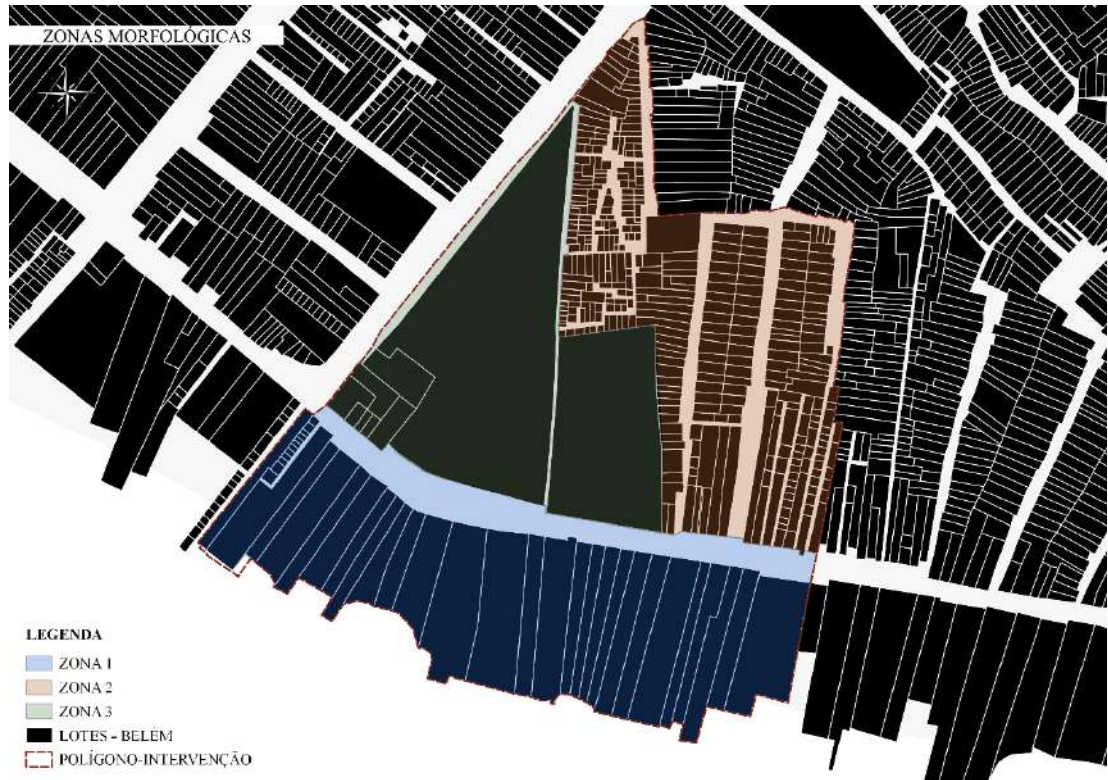 ZONAS MORFOLÓGICAS
LEGENDA
ZONA 1
ZONA 2
ZONA 3
LOTES - BELÉM
POLÍGONO-INTERVENÇÃO